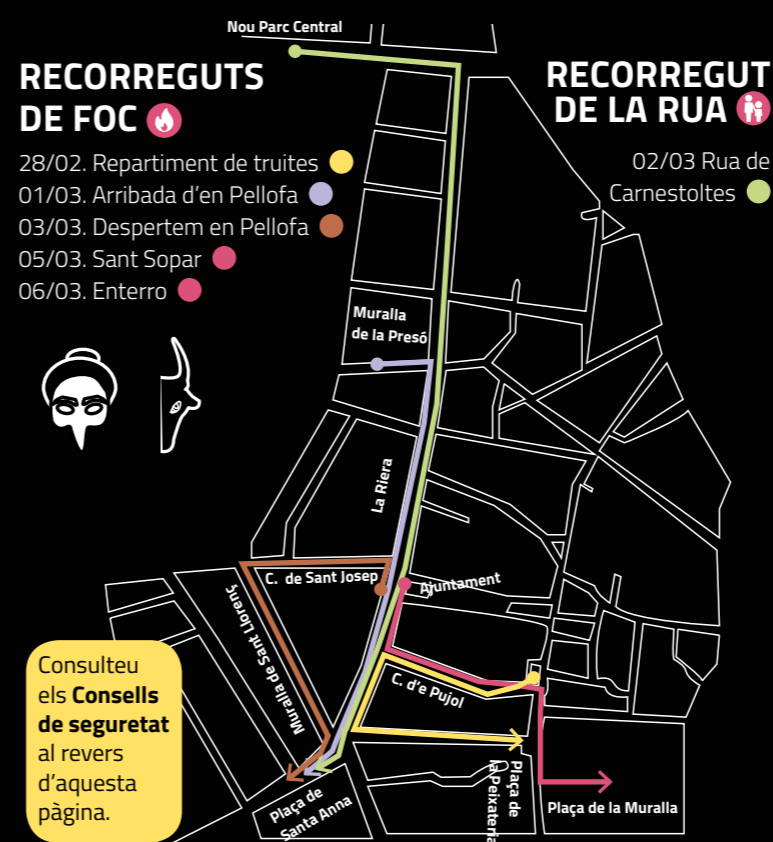 Nou Parc Central
RECORREGUTS
DE FOC
28/02. Repartiment de truites
01/03. Arribada d'en Pellofa
03/03. Despertem en Pellofa
05/03. Sant Sopar
06/03. Enterro
RECORREGUT
DE LA RUA
02/03 Rua de
Carnestoltes
Muralla
de la Presó
La Riera
C. de Sant Josep
Ajuntament
Muralla de Sant Llorenç
C. d'e Pujol
Consulteu
els Consells
de seguretat
al revers
d'aquesta
pàgina.
Plaça de
Santa Anna
Plaça de
la Peixateria
Plaça de la Muralla